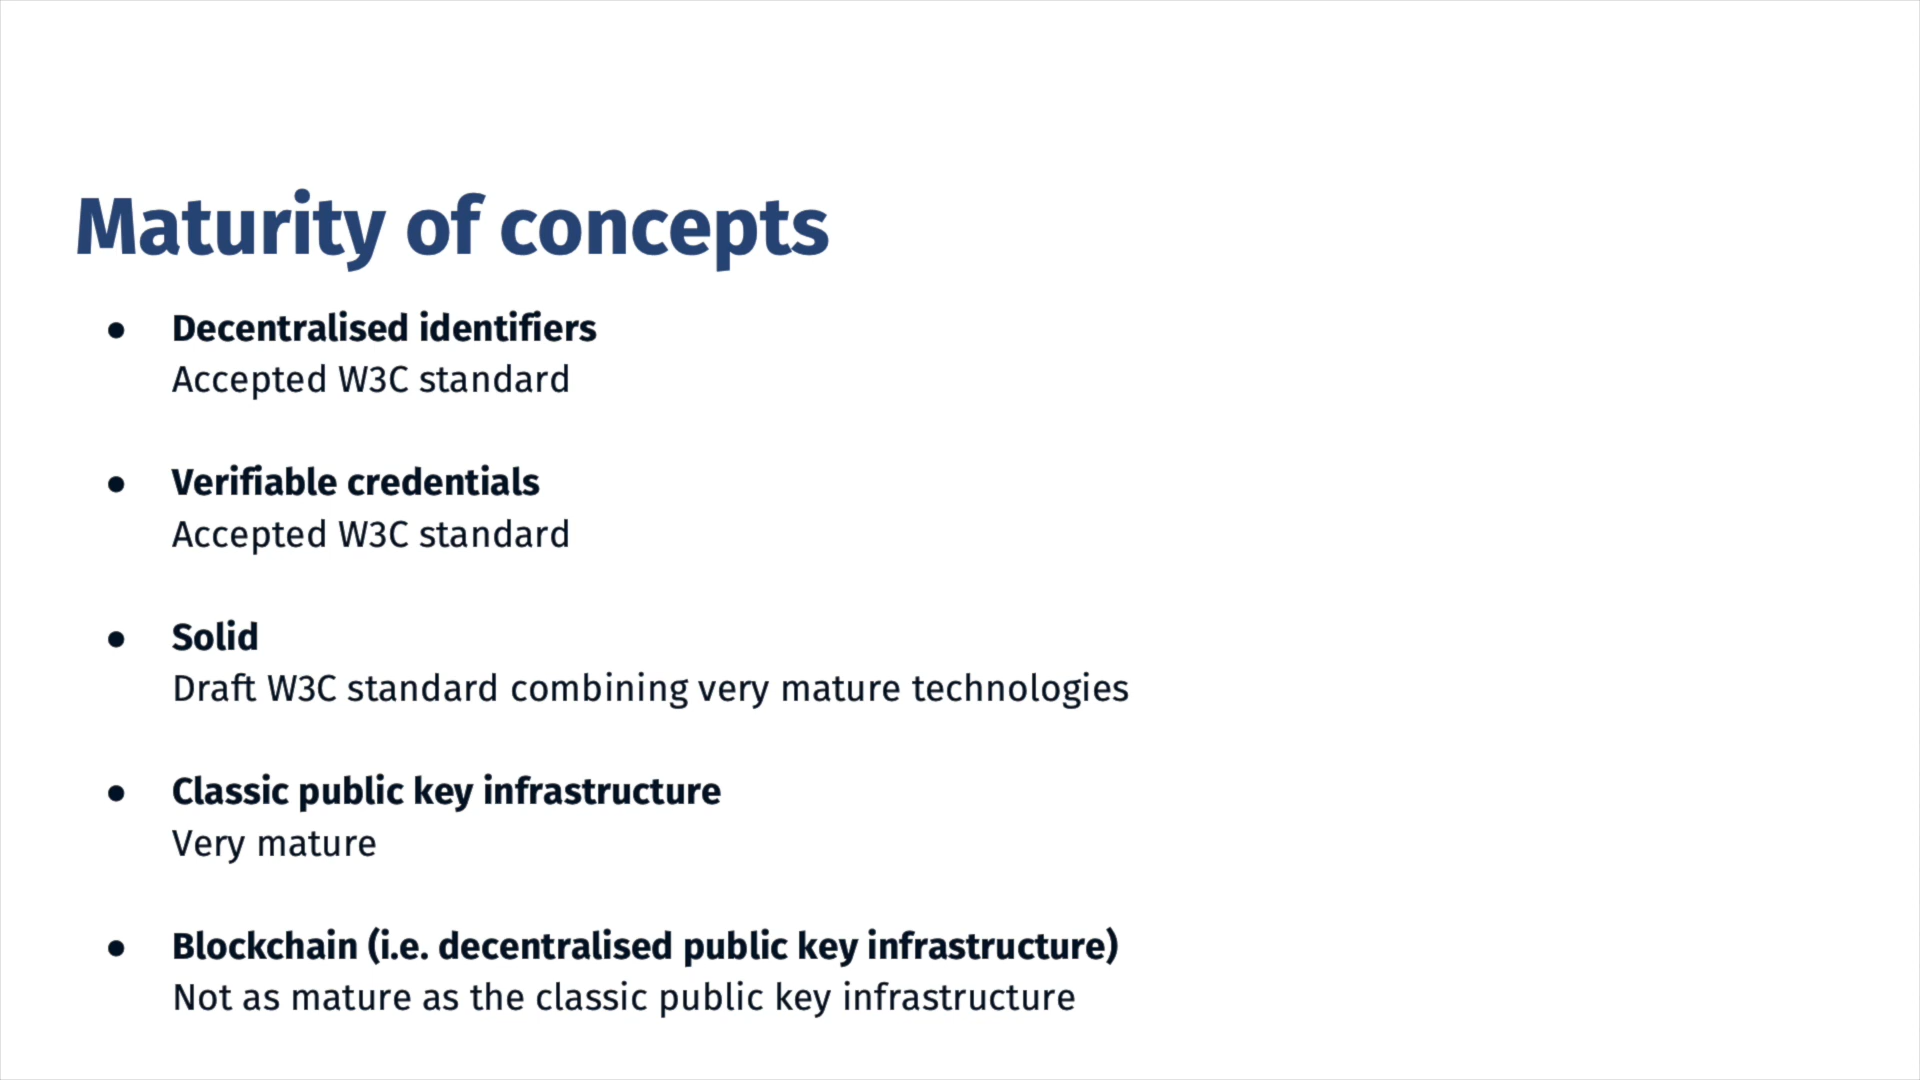 Maturity of concepts
● Decentralised identifiers
Accepted W3C standard
● Verifiable credentials
Accepted W3C standard
● Solid
Draft W3C standard combining very mature technologies
● Classic public key infrastructure
Very mature
● Blockchain (i.e. decentralised public key infrastructure)
Not as mature as the classic public key infrastructure